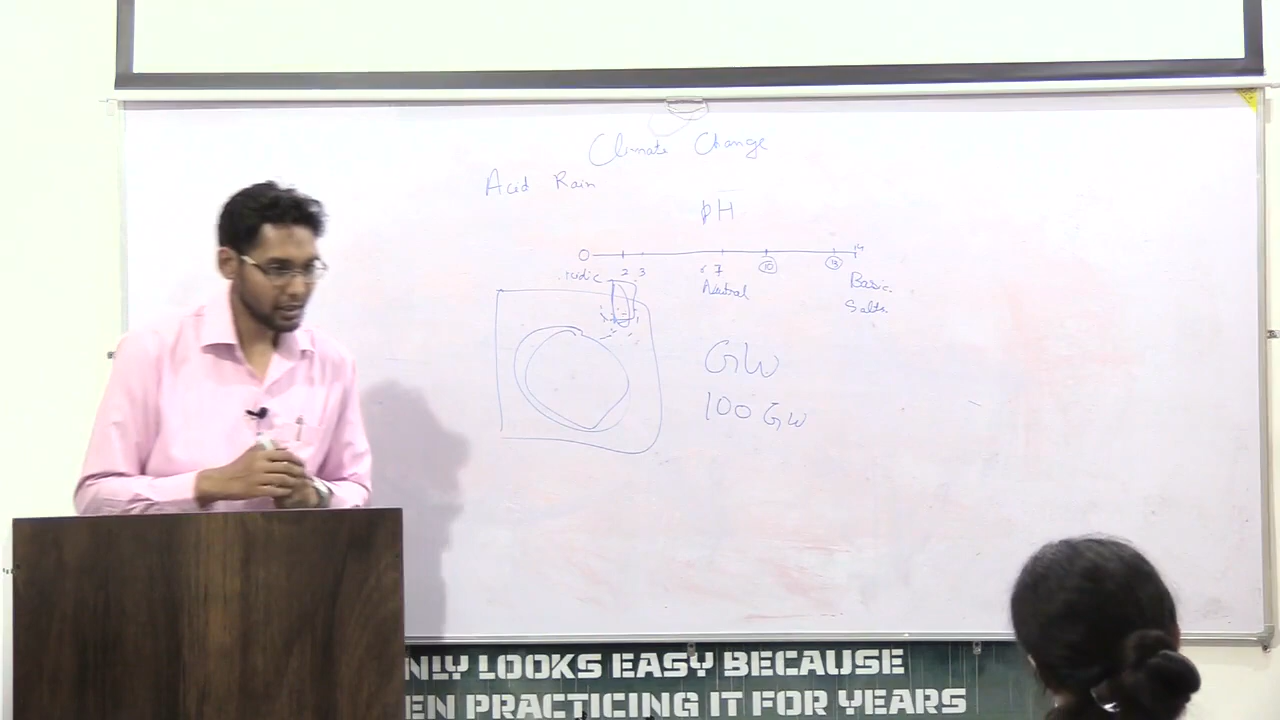 Climate Change
Acid Rain
pH
0 2 3 7 10 13 14
Neutral
Basic
Salts
GW
100 GW
NLY LOOKS EASY BECAUSE
EN PRACTICING IT FOR YEARS